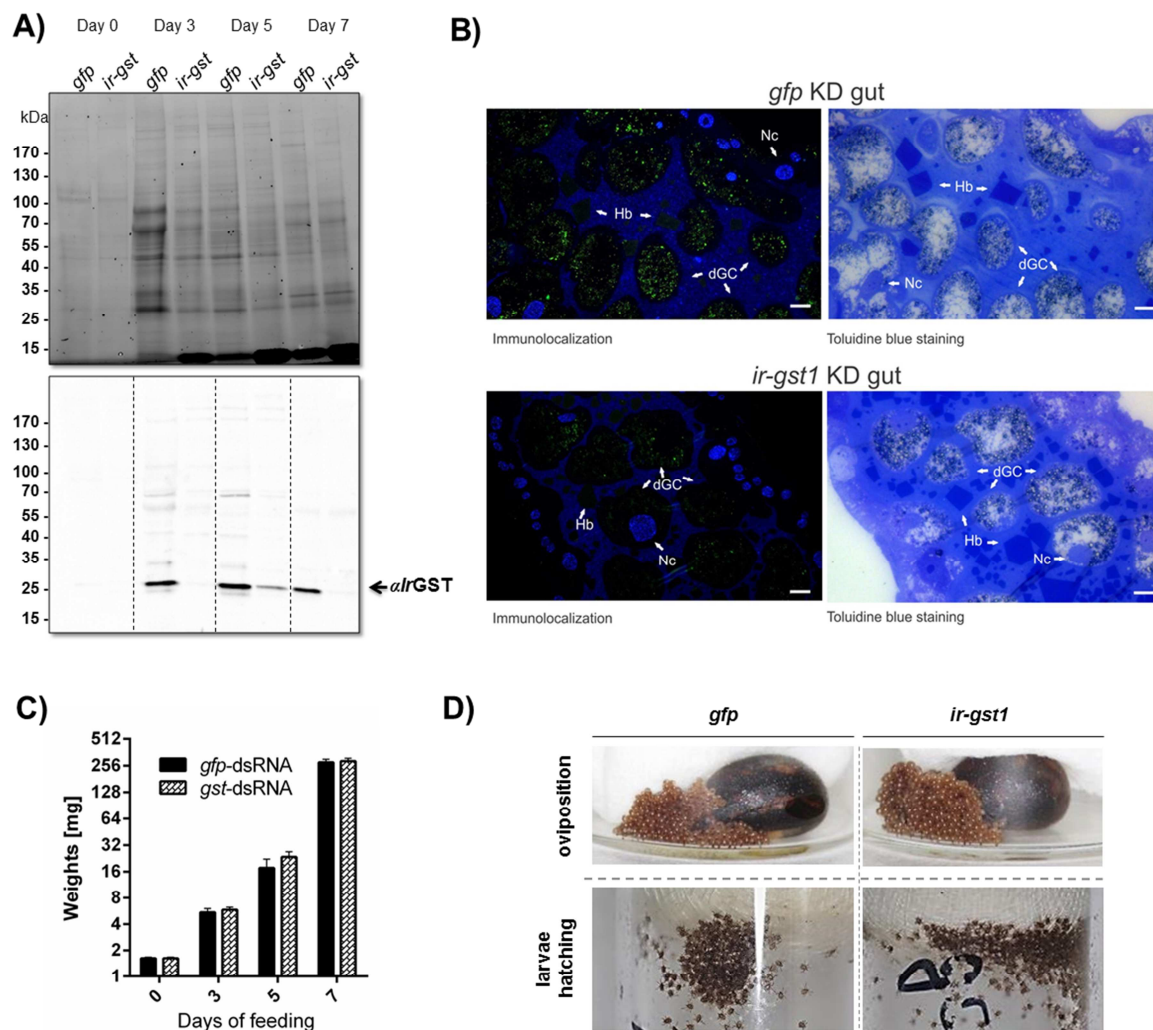 A)
Day 0 Day 3 Day 5 Day 7
gfp ir-gst gfp ir-gst gfp ir-gst gfp ir-gst
kDa
170
130
100
70
55
40
35
25
15
170
130
100
70
55
40
35
25
15
αIrGST
B)
gfp KD gut
Nc
Hb
dGC
Hb
dGC
Nc
Immunolocalization
Toluidine blue staining
ir-gst1 KD gut
dGC
Hb
Nc
dGC
Hb
Nc
Immunolocalization
Toluidine blue staining
C)
Weights [mg]
512
256
128
64
32
16
8
4
2
1
gfp-dsRNA
gst-dsRNA
0 3 5 7
Days of feeding
D)
gfp ir-gst1
oviposition
larvae
hatching